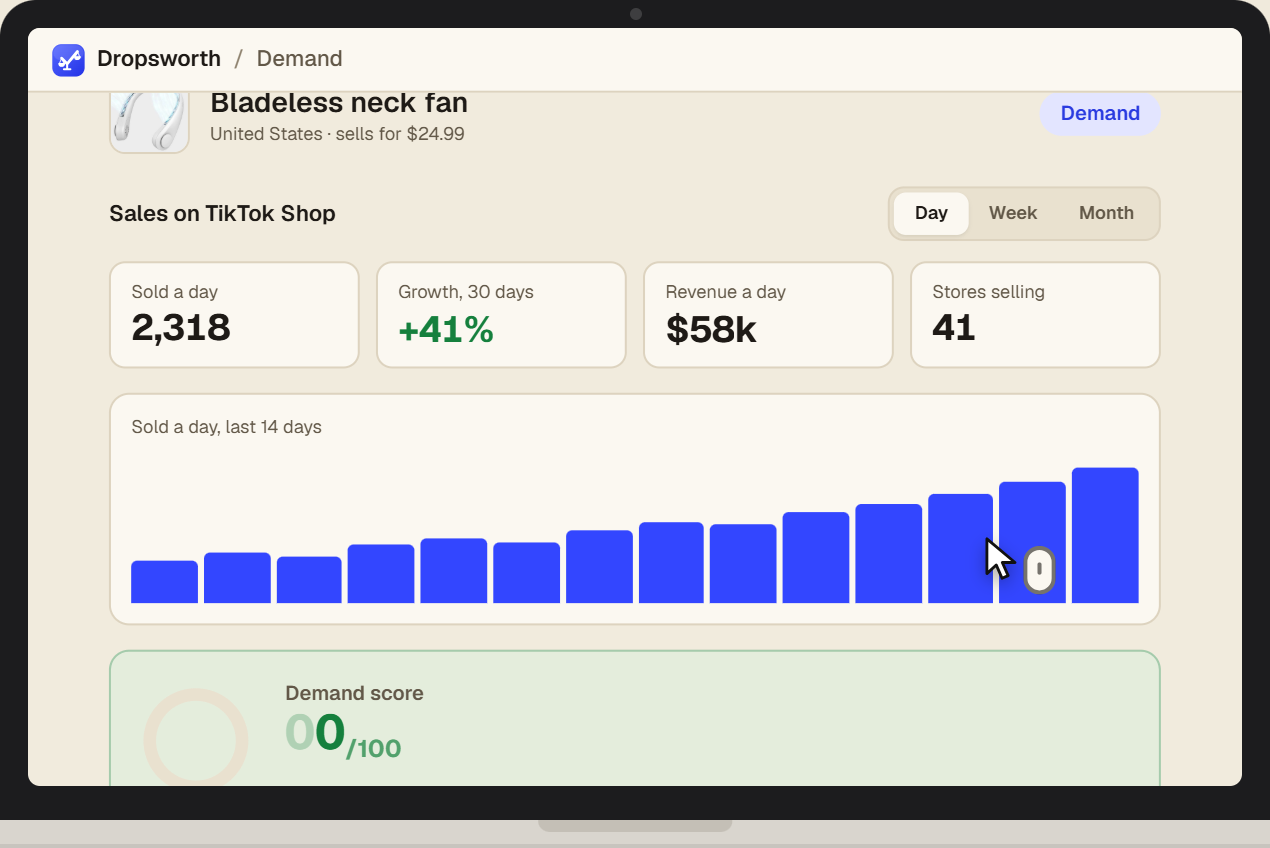 Dropsworth / Demand
Bladeless neck fan
United States · sells for $24.99
Demand
Sales on TikTok Shop
Day Week Month
Sold a day
2,318
Growth, 30 days
+41%
Revenue a day
$58k
Stores selling
41
Sold a day, last 14 days
Demand score
00/100